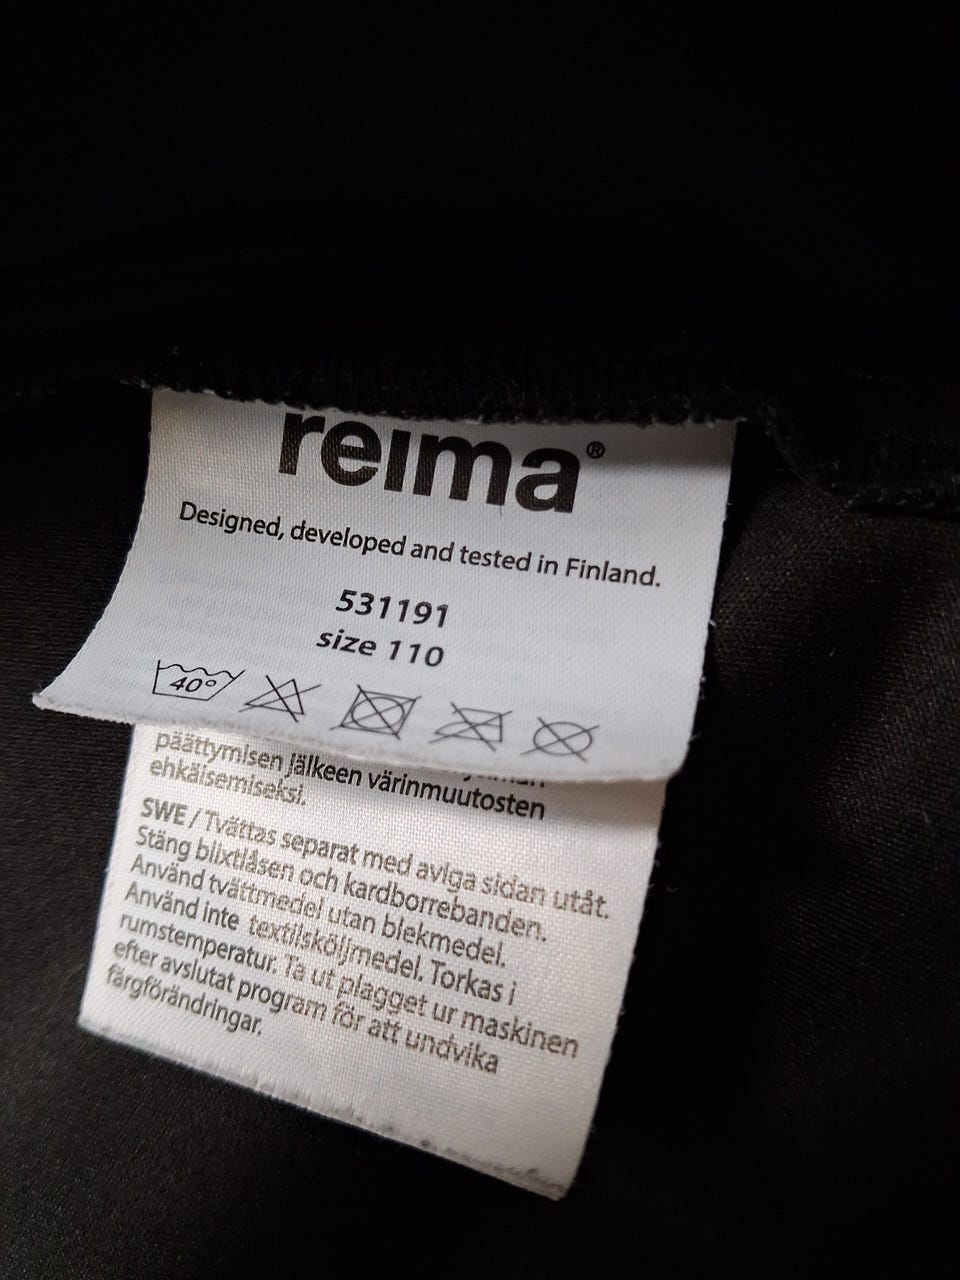 reima®
Designed, developed and tested in Finland.
531191
size 110
40°
päättymisen jälkeen värinmuutosten
ehkäisemiseksi.
SWE / Tvättas separat med aviga sidan utåt.
Stäng blixtlåsen och kardborrebanden.
Använd tvättmedel utan blekmedel.
Använd inte textilsköljmedel. Torkas i
rumstemperatur. Ta ut plagget ur maskinen
efter avslutat program för att undvika
färgförändringar.